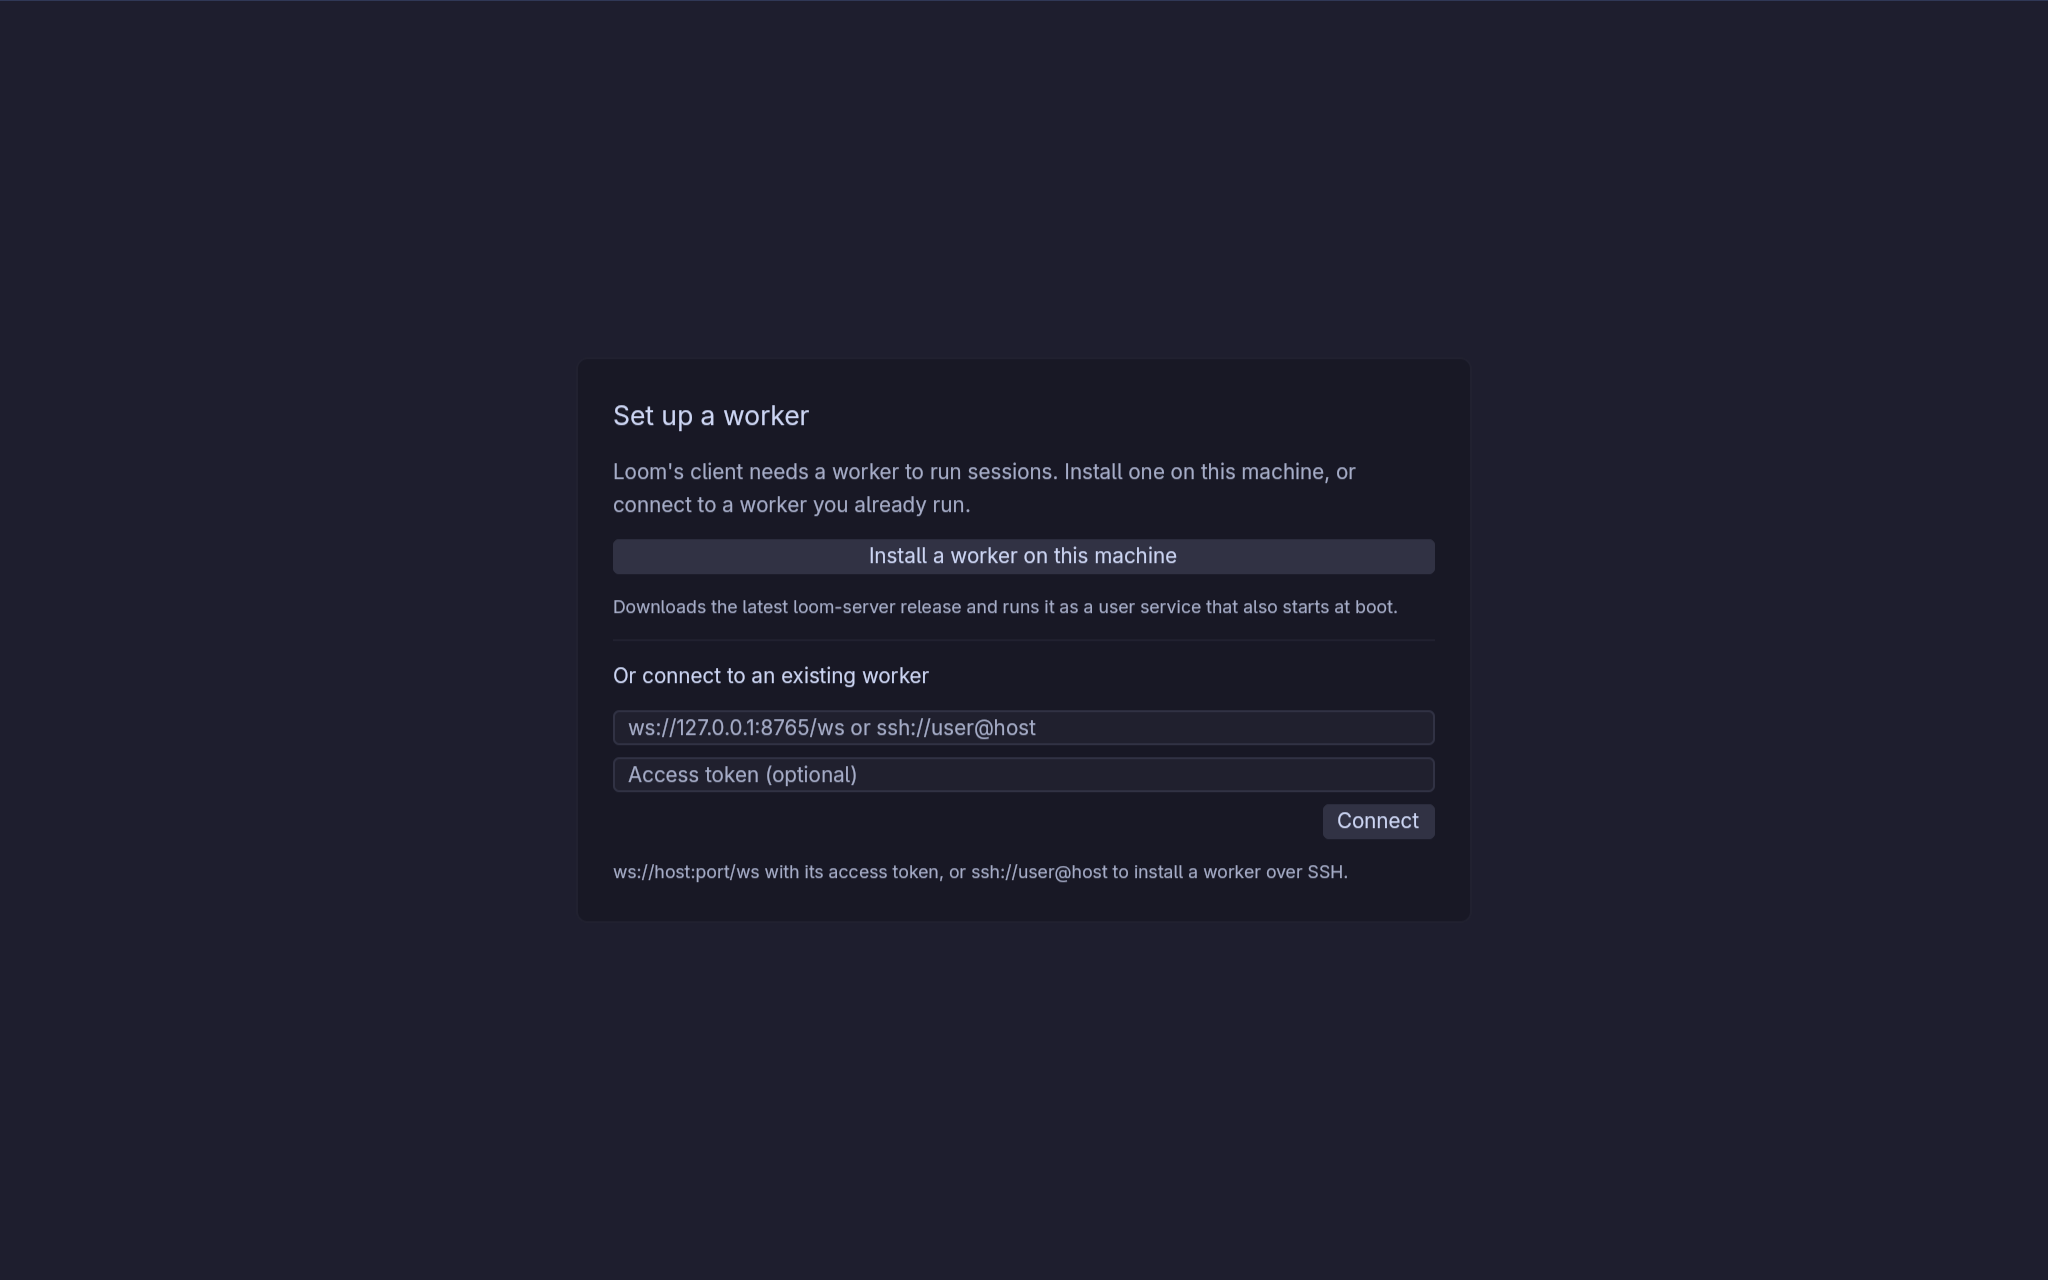 Set up a worker
Loom's client needs a worker to run sessions. Install one on this machine, or
connect to a worker you already run.
Install a worker on this machine
Downloads the latest loom-server release and runs it as a user service that also starts at boot.
Or connect to an existing worker
ws://127.0.0.1:8765/ws or ssh://user@host
Access token (optional)
Connect
ws://host:port/ws with its access token, or ssh://user@host to install a worker over SSH.